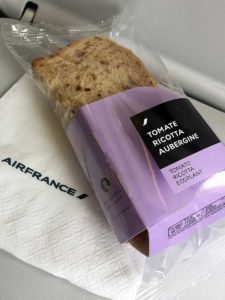 TOMATE
RICOTTA
AUBERGINE
TOMATO
RICOTTA
EGGPLANT
AIRFRANCE